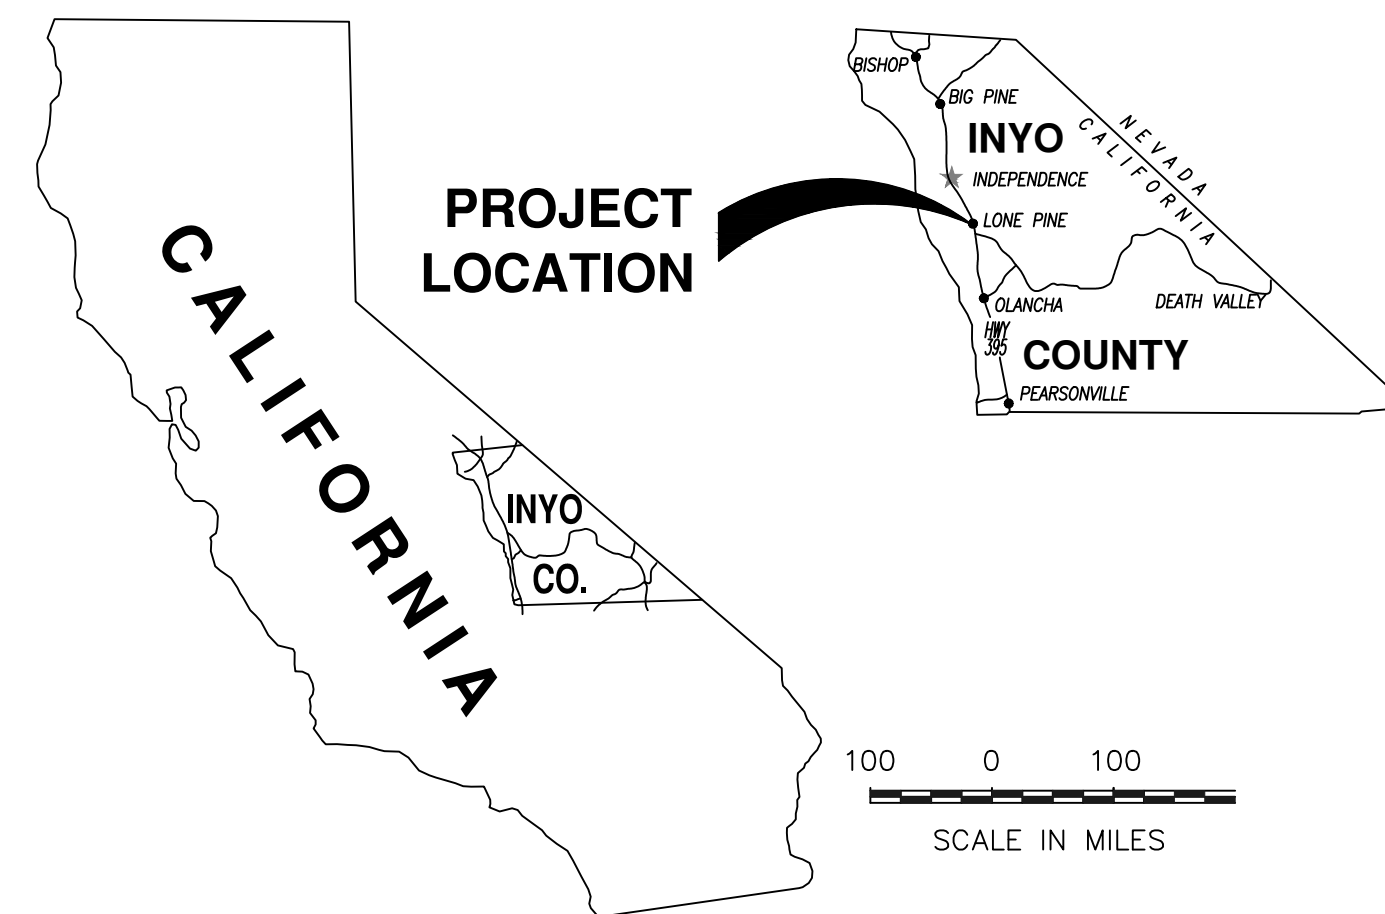 CALIFORNIA
PROJECT
LOCATION
INYO
CO.
BISHOP
BIG PINE
INYO
NEVADA
CALIFORNIA
INDEPENDENCE
LONE PINE
OLANCHA
DEATH VALLEY
HWY
395
COUNTY
PEARSONVILLE
100 0 100
SCALE IN MILES